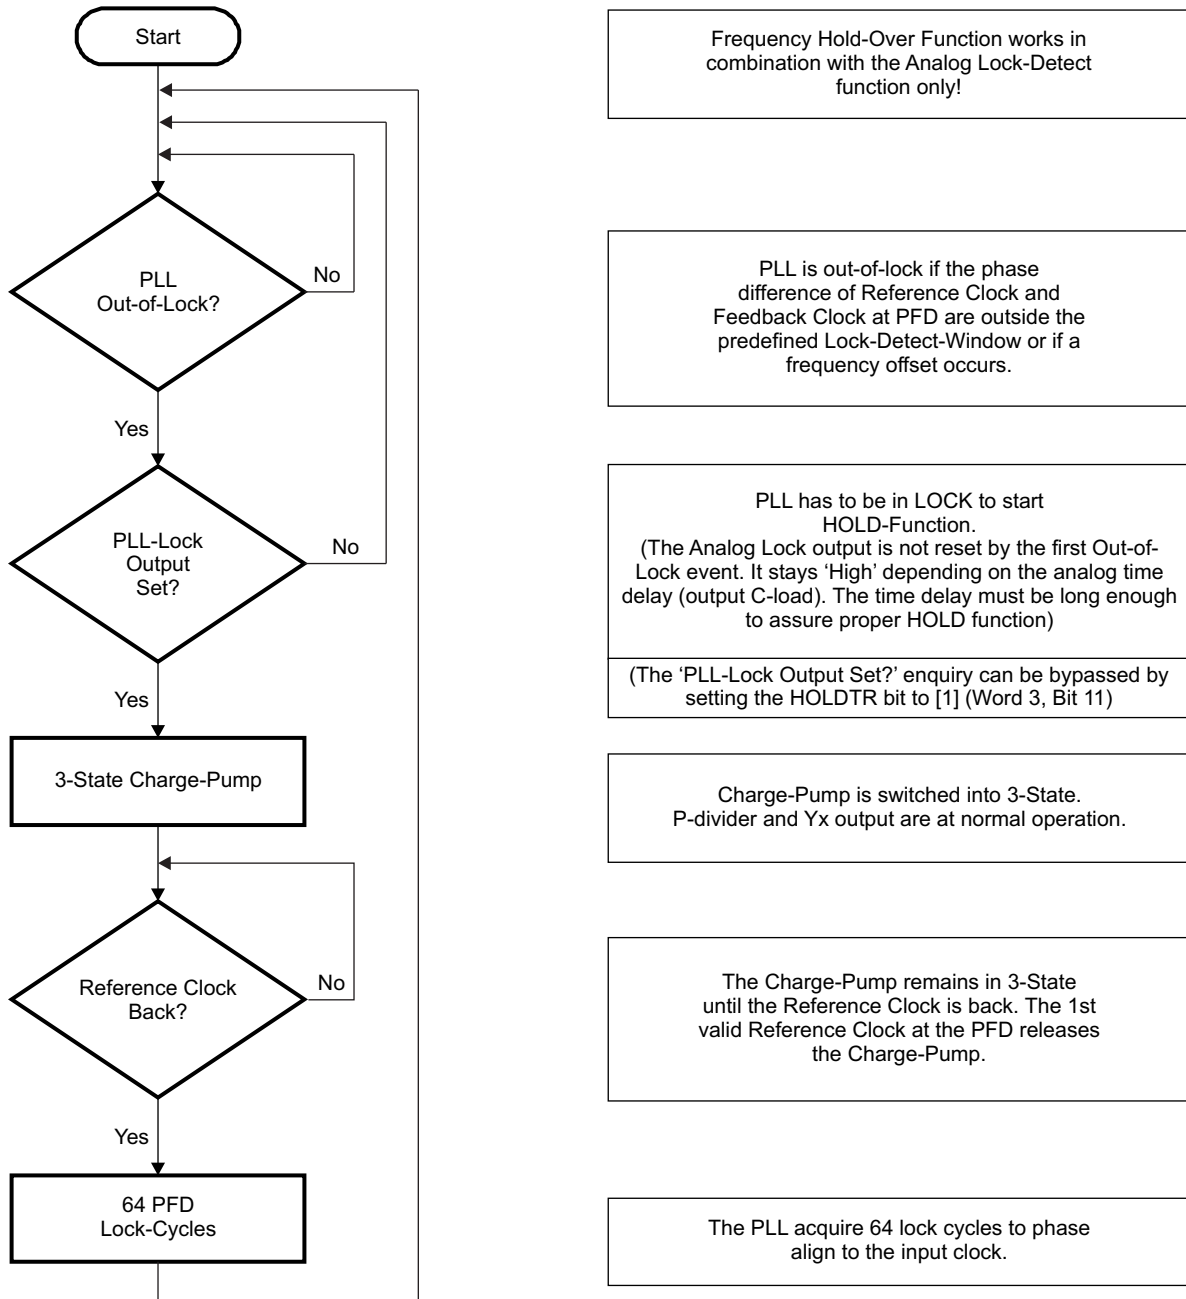 Start
Frequency Hold-Over Function works in
combination with the Analog Lock-Detect
function only!
PLL
Out-of-Lock?
No
Yes
PLL is out-of-lock if the phase
difference of Reference Clock and
Feedback Clock at PFD are outside the
predefined Lock-Detect-Window or if a
frequency offset occurs.
PLL-Lock
Output
Set?
No
Yes
PLL has to be in LOCK to start
HOLD-Function.
(The Analog Lock output is not reset by the first Out-of-
Lock event. It stays ‘High’ depending on the analog time
delay (output C-load). The time delay must be long enough
to assure proper HOLD function)
(The ‘PLL-Lock Output Set?’ enquiry can be bypassed by
setting the HOLDTR bit to [1] (Word 3, Bit 11)
3-State Charge-Pump
Charge-Pump is switched into 3-State.
P-divider and Yx output are at normal operation.
Reference Clock
Back?
No
Yes
The Charge-Pump remains in 3-State
until the Reference Clock is back. The 1st
valid Reference Clock at the PFD releases
the Charge-Pump.
64 PFD
Lock-Cycles
The PLL acquire 64 lock cycles to phase
align to the input clock.